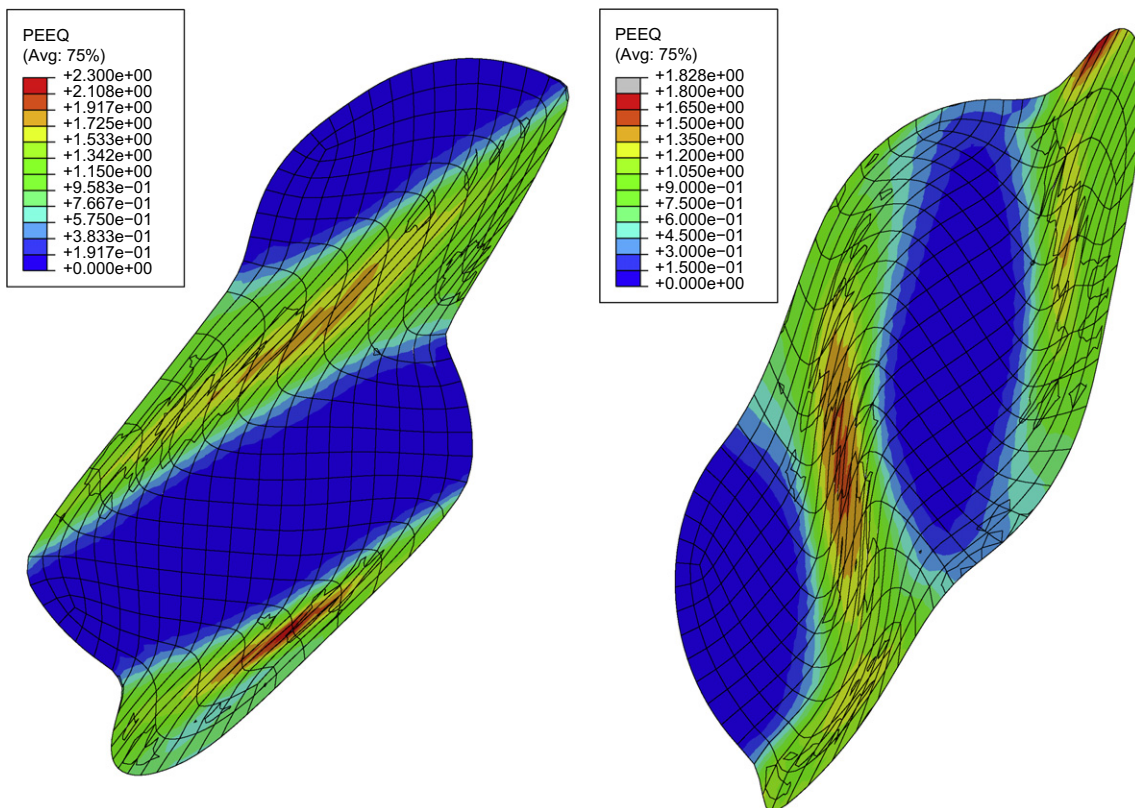 PEEQ
(Avg: 75%)
+2.300e+00
+2.108e+00
+1.917e+00
+1.725e+00
+1.533e+00
+1.342e+00
+1.150e+00
+9.583e−01
+7.667e−01
+5.750e−01
+3.833e−01
+1.917e−01
+0.000e+00
PEEQ
(Avg: 75%)
+1.828e+00
+1.800e+00
+1.650e+00
+1.500e+00
+1.350e+00
+1.200e+00
+1.050e+00
+9.000e−01
+7.500e−01
+6.000e−01
+4.500e−01
+3.000e−01
+1.500e−01
+0.000e+00